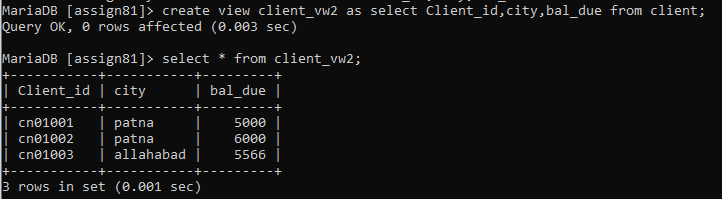 MariaDB [assign81]> create view client_vw2 as select Client_id,city,bal_due from client;
Query OK, 0 rows affected (0.003 sec)
MariaDB [assign81]> select * from client_vw2;
+-----------+-----------+---------+
| Client_id | city      | bal_due |
+-----------+-----------+---------+
| cn01001   | patna     |    5000 |
| cn01002   | patna     |    6000 |
| cn01003   | allahabad |    5566 |
+-----------+-----------+---------+
3 rows in set (0.001 sec)